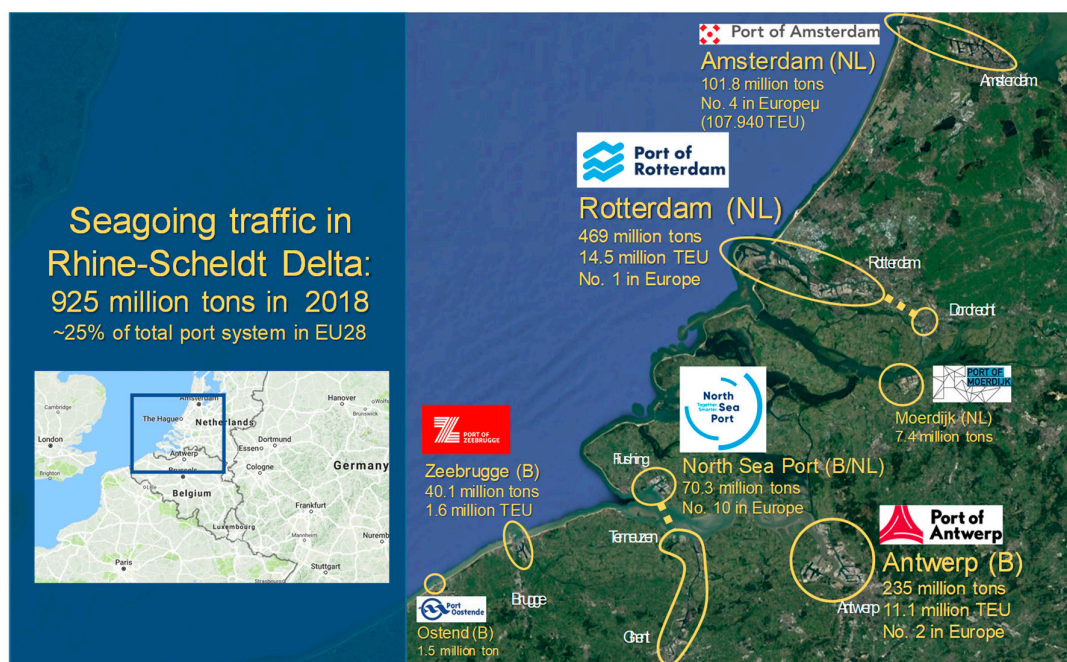 Seagoing traffic in
Rhine-Scheldt Delta:
925 million tons in 2018
~25% of total port system in EU28
Cambridge
London
Brighton
Amsterdam
The Hague
Netherlands
Antwerp
Brussels
Lille
Belgium
Hanover
Dortmund
Essen
Cologne
Germany
Frankfurt
Luxembourg
Mannheim
Paris
Stuttgart
Strasbourg
Port of Amsterdam
Amsterdam (NL)
101.8 million tons
No. 4 in Europeµ
(107.940 TEU)
Amsterdam
Port of
Rotterdam
Rotterdam (NL)
469 million tons
14.5 million TEU
No. 1 in Europe
Rotterdam
Dordrecht
PORT OF
MOERDIJK
Moerdijk (NL)
7.4 million tons
North
Together.
Smarter.
Sea
Port
Flushing
North Sea Port (B/NL)
70.3 million tons
No. 10 in Europe
Terneuzen
Ghent
PORT OF
ZEEBRUGGE
Zeebrugge (B)
40.1 million tons
1.6 million TEU
Brugge
Port
Oostende
Ostend (B)
1.5 million ton
Port of
Antwerp
Antwerp (B)
235 million tons
11.1 million TEU
No. 2 in Europe
Antwerp